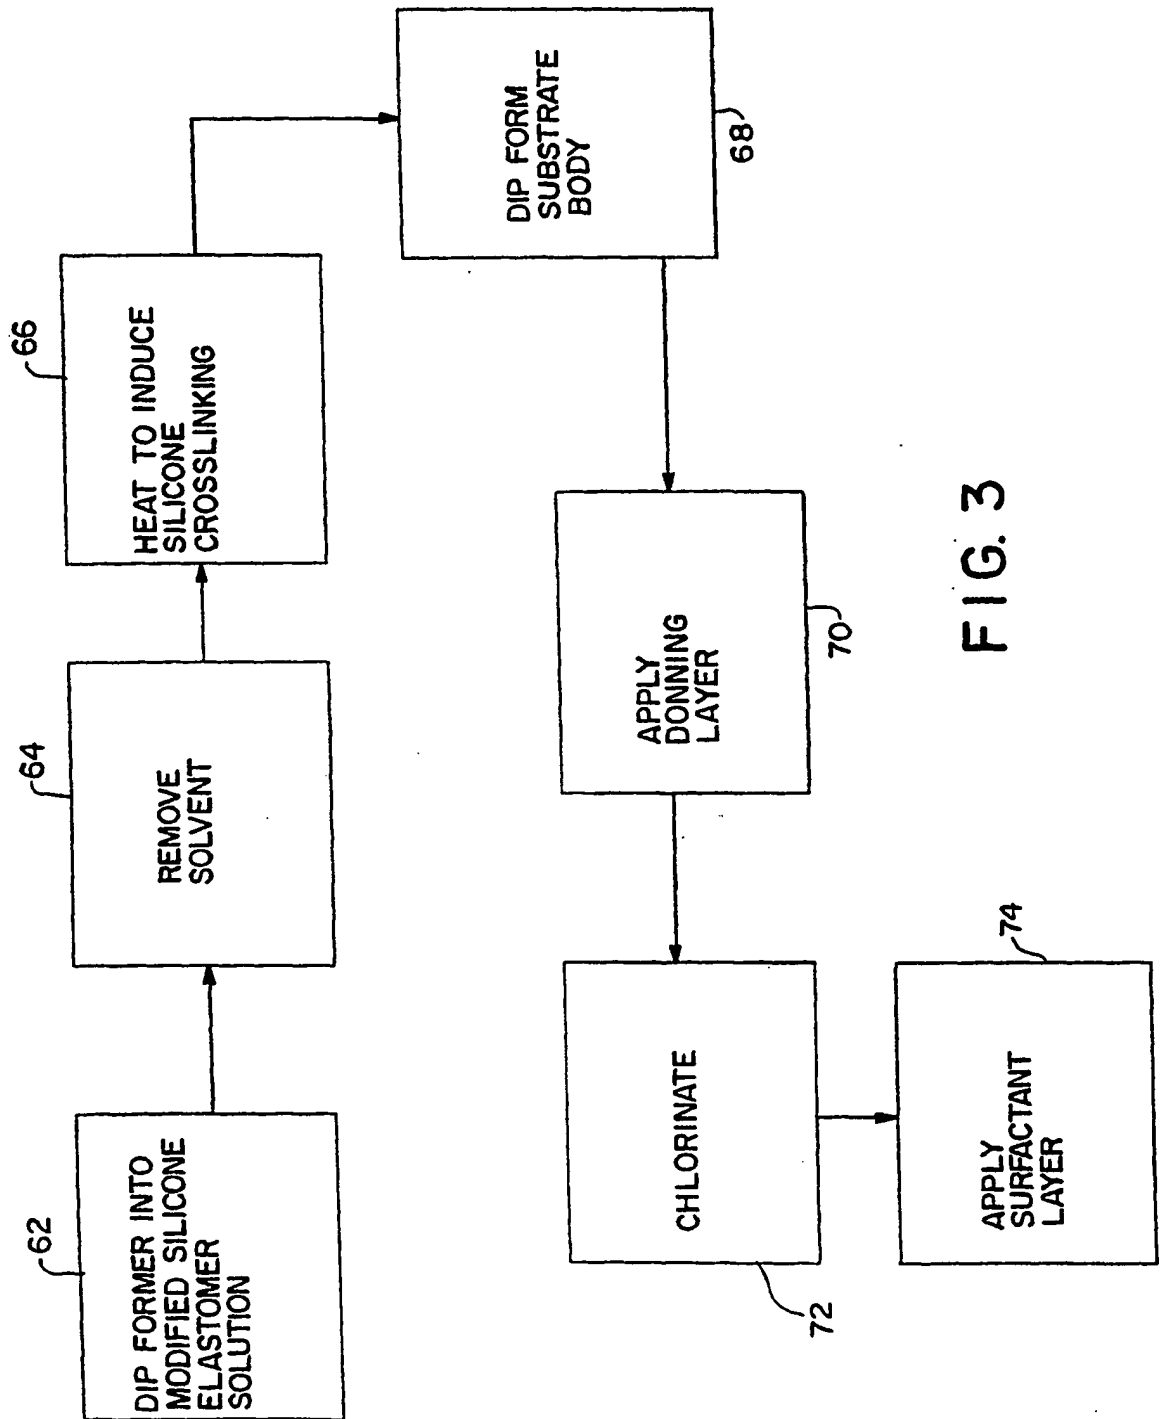 62
DIP FORMER INTO
MODIFIED SILICONE
ELASTOMER
SOLUTION
64
REMOVE
SOLVENT
66
HEAT TO INDUCE
SILICONE
CROSSLINKING
DIP FORM
SUBSTRATE
BODY
68
APPLY
DONNING
LAYER
70
CHLORINATE
72
APPLY
SURFACTANT
LAYER
74
FIG. 3